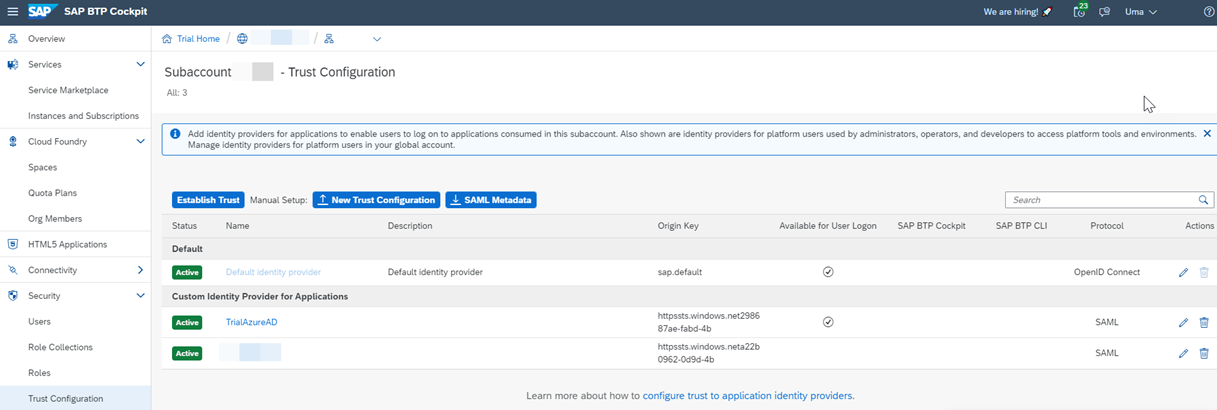 SAP SAP BTP Cockpit We are hiring! 23 Uma
Overview
Services
Service Marketplace
Instances and Subscriptions
Cloud Foundry
Spaces
Quota Plans
Org Members
HTML5 Applications
Connectivity
Security
Users
Role Collections
Roles
Trust Configuration
Trial Home / /
Subaccount - Trust Configuration
All: 3
Add identity providers for applications to enable users to log on to applications consumed in this subaccount. Also shown are identity providers for platform users used by administrators, operators, and developers to access platform tools and environments.
Manage identity providers for platform users in your global account.
Establish Trust Manual Setup: New Trust Configuration SAML Metadata Search
Status Name Description Origin Key Available for User Logon SAP BTP Cockpit SAP BTP CLI Protocol Actions
Default
Active Default identity provider Default identity provider sap.default OpenID Connect
Custom Identity Provider for Applications
Active TrialAzureAD httpssts.windows.net2986 SAML
87ae-fabd-4b
Active httpssts.windows.neta22b SAML
0962-0d9d-4b
Learn more about how to configure trust to application identity providers.